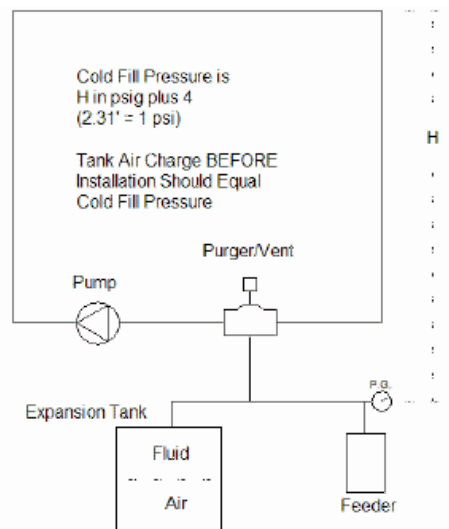 Cold Fill Pressure is
H in psig plus 4
(2.31' = 1 psi)
Tank Air Charge BEFORE
Installation Should Equal
Cold Fill Pressure
H
Purger/Vent
Pump
P.G.
Expansion Tank
Fluid
Air
Feeder